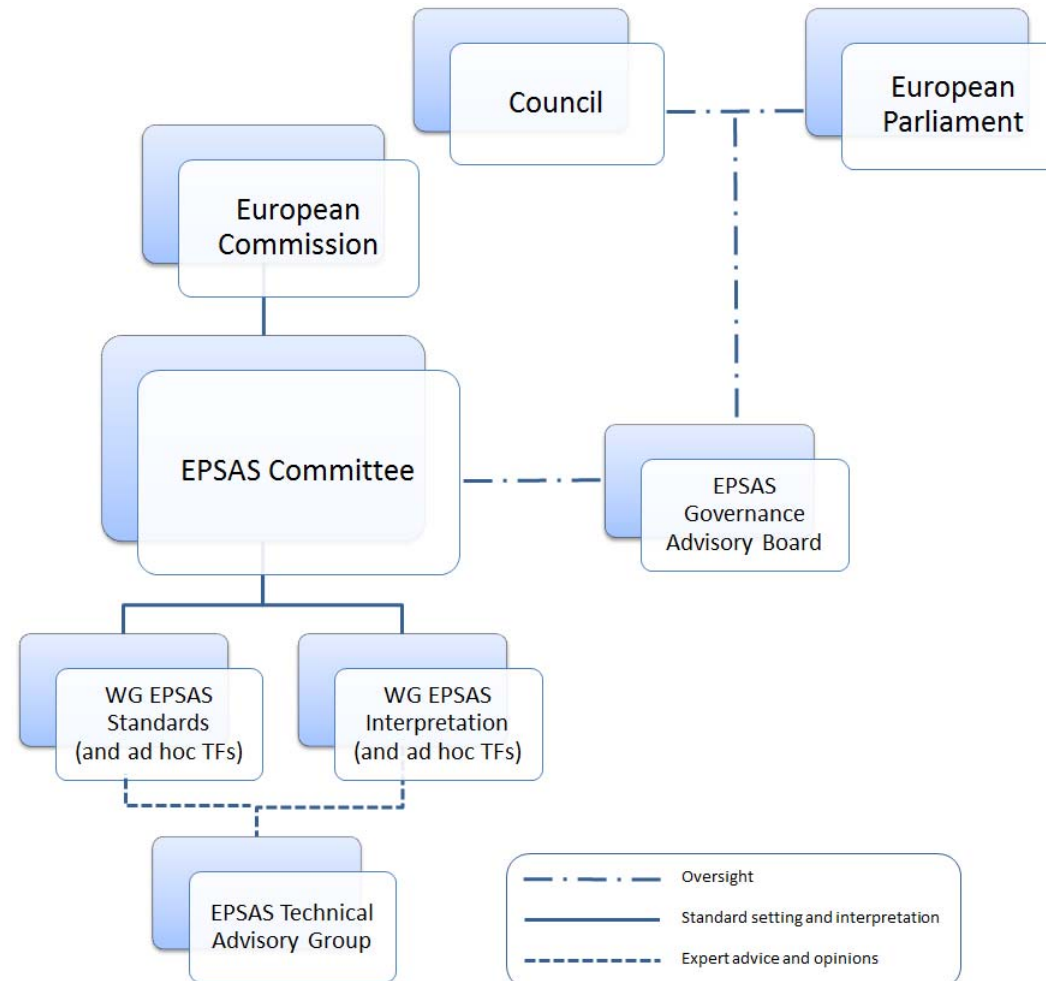 Council
European
Parliament
European
Commission
EPSAS Committee
EPSAS
Governance
Advisory Board
WG EPSAS
Standards
(and ad hoc TFs)
WG EPSAS
Interpretation
(and ad hoc TFs)
EPSAS Technical
Advisory Group
Oversight
Standard setting and interpretation
Expert advice and opinions